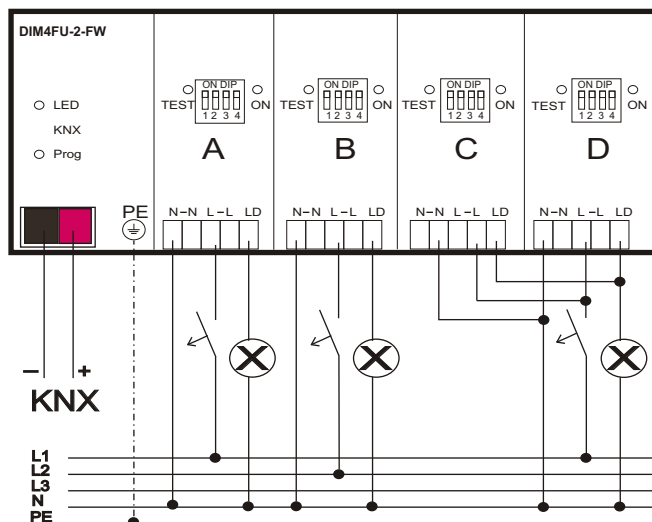 DIM4FU-2-FW
LED
KNX
Prog
PE
ON DIP
1 2 3 4
TEST
ON
A
N-N L-L LD
ON DIP
1 2 3 4
TEST
ON
B
N-N L-L LD
ON DIP
1 2 3 4
TEST
ON
C
N-N L-L LD
ON DIP
1 2 3 4
TEST
ON
D
N-N L-L LD
– +
KNX
L1
L2
L3
N
PE